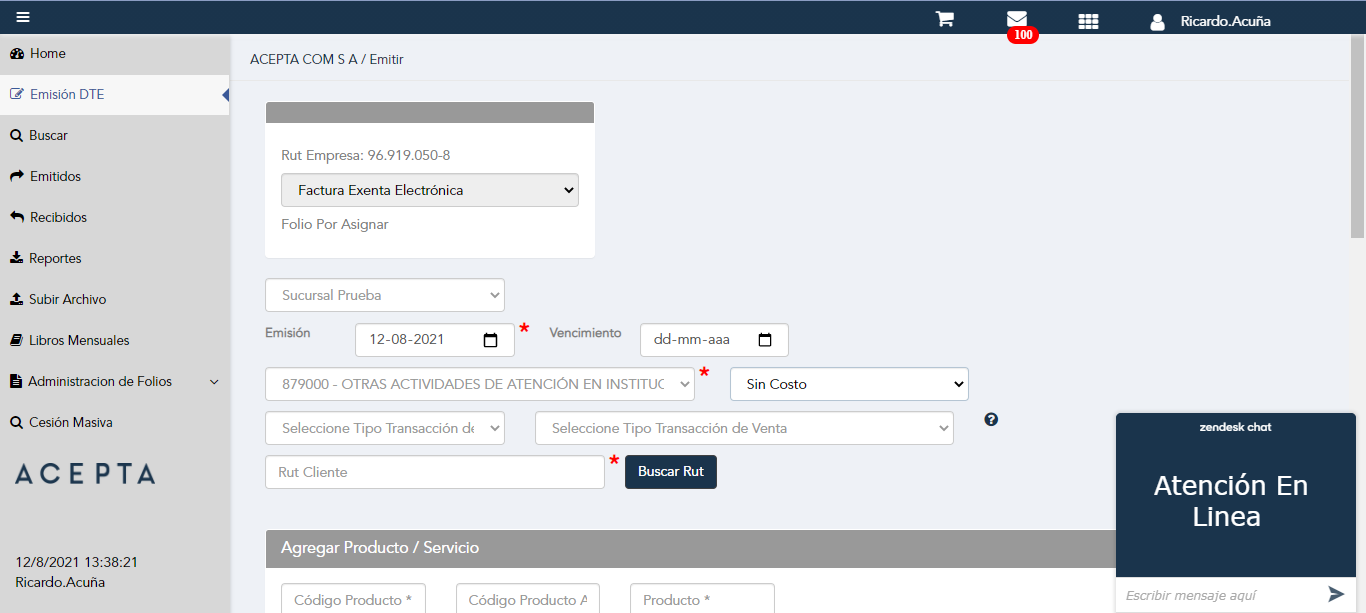 Ricardo.Acuña
100
Home
Emisión DTE
Buscar
Emitidos
Recibidos
Reportes
Subir Archivo
Libros Mensuales
Administracion de Folios
Cesión Masiva
ACEPTA
12/8/2021 13:38:21
Ricardo.Acuña
ACEPTA COM S A / Emitir
Rut Empresa: 96.919.050-8
Factura Exenta Electrónica
Folio Por Asignar
Sucursal Prueba
Emisión 12-08-2021 * Vencimiento dd-mm-aaa
879000 - OTRAS ACTIVIDADES DE ATENCIÓN EN INSTITUC * Sin Costo
Seleccione Tipo Transacción de Seleccione Tipo Transacción de Venta ?
Rut Cliente * Buscar Rut
Agregar Producto / Servicio
Código Producto * Código Producto A Producto *
zendesk chat
Atención En
Linea
Escribir mensaje aquí